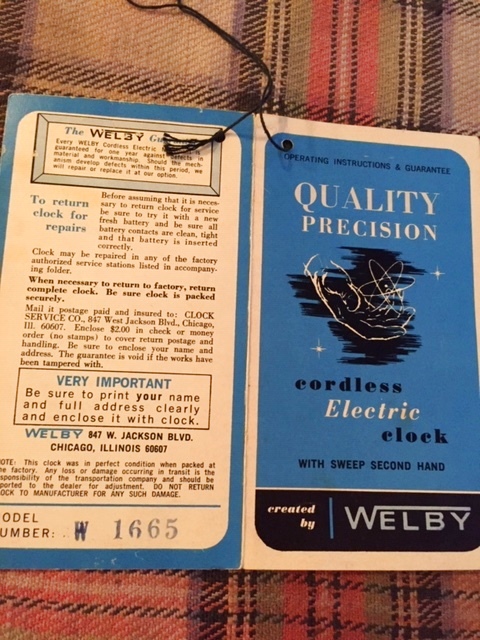 The WELBY Gu
Every WELBY Cordless Electric
guaranteed for one year against defects in
material and workmanship. Should the mech-
anism develop defects within this period, we
will repair or replace it at our option.
To return
clock for
repairs
Before assuming that it is neces-
sary to return clock for service
be sure to try it with a new
fresh battery and be sure all
battery contacts are clean, tight
and that battery is inserted
correctly.
Clock may be repaired in any of the factory
authorized service stations listed in accompany-
ing folder.
When necessary to return to factory, return
complete clock. Be sure clock is packed
securely.
Mail it postage paid and insured to: CLOCK
SERVICE CO., 847 West Jackson Blvd., Chicago,
Ill. 60607. Enclose $2.00 in check or money
order (no stamps) to cover return postage and
handling. Be sure to enclose your name and
address. The guarantee is void if the works have
been tampered with.
VERY IMPORTANT
Be sure to print your name
and full address clearly
and enclose it with clock.
WELBY 847 W. JACKSON BLVD.
CHICAGO, ILLINOIS 60607
OTE: This clock was in perfect condition when packed at
he factory. Any loss or damage occurring in transit is the
sponsibility of the transportation company and should be
ported to the dealer for adjustment. DO NOT RETURN
LOCK TO MANUFACTURER FOR ANY SUCH DAMAGE.
ODEL
UMBER: W 1665
OPERATING INSTRUCTIONS & GUARANTEE
QUALITY
PRECISION
cordless
Electric
clock
WITH SWEEP SECOND HAND
created
by
WELBY